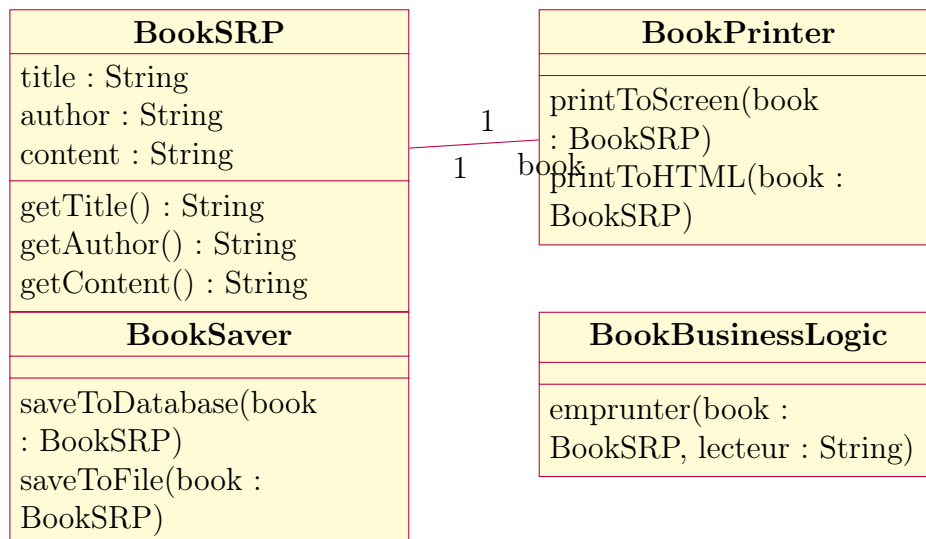 BookSRP
title : String
author : String
content : String
getTitle() : String
getAuthor() : String
getContent() : String
1
1
book
BookPrinter
printToScreen(book
: BookSRP)
printToHTML(book :
BookSRP)
BookSaver
saveToDatabase(book
: BookSRP)
saveToFile(book :
BookSRP)
BookBusinessLogic
emprunter(book :
BookSRP, lecteur : String)